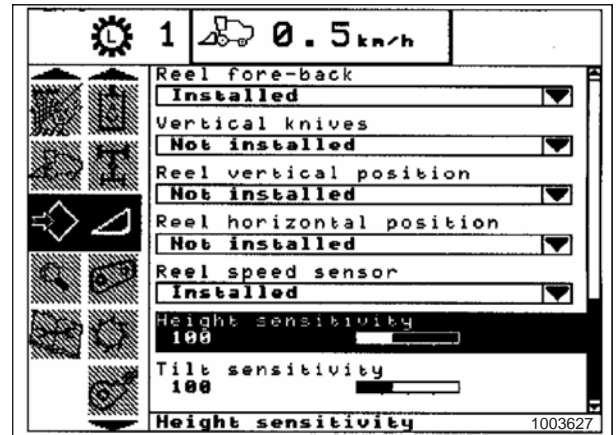 L 1 0.5km/h
Reel fore-back
Installed
Vertical knives
Not installed
Reel vertical position
Not installed
Reel horizontal position
Not installed
Reel speed sensor
Installed
Height sensitivity
100
Tilt sensitivity
100
Height sensitivity
1003627